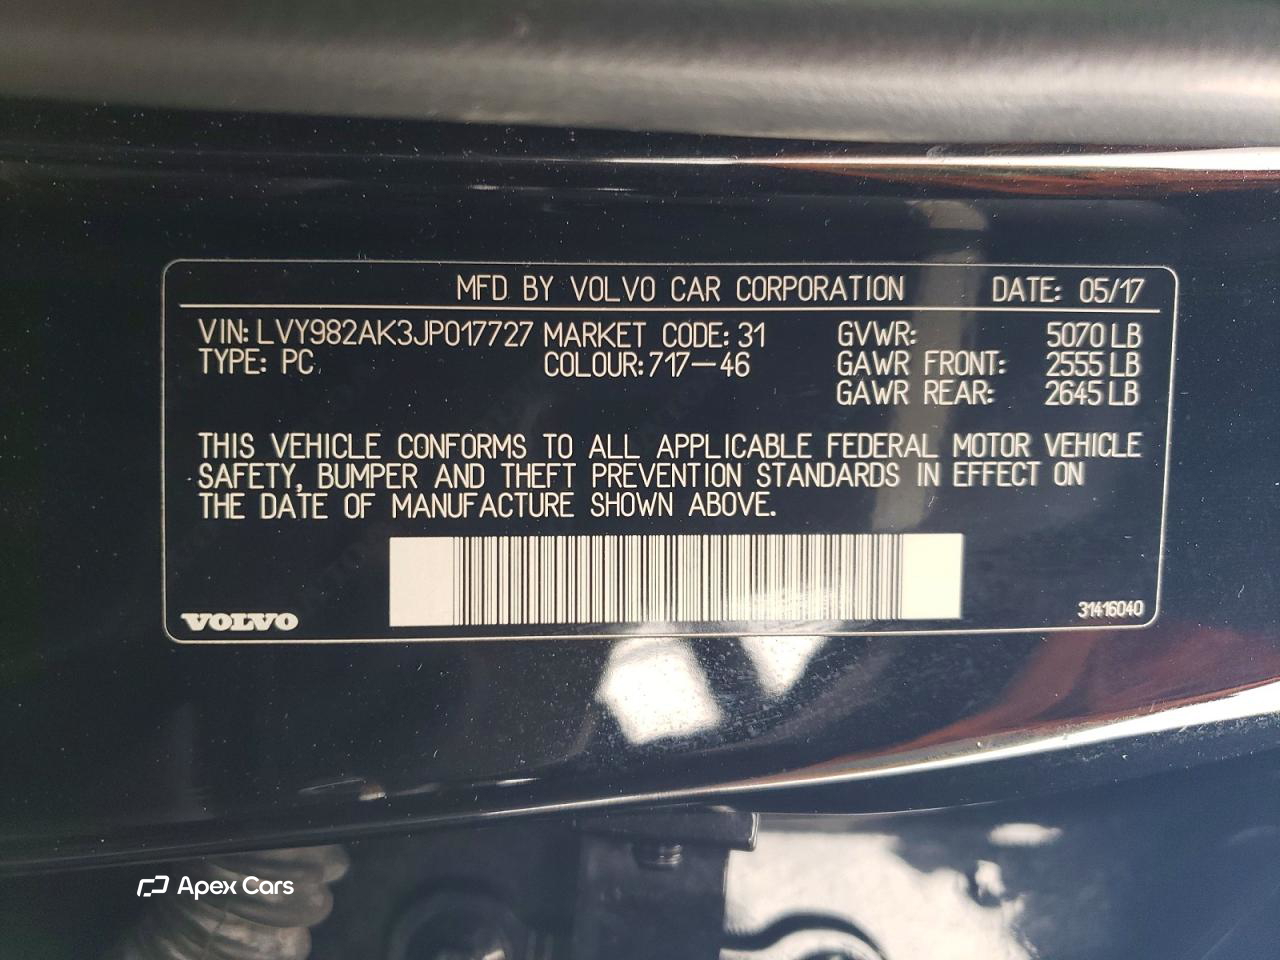 MFD BY VOLVO CAR CORPORATION DATE: 05/17
VIN: LVY982AK3JP017727 MARKET CODE: 31 GVWR: 5070 LB
TYPE: PC COLOUR: 717-46 GAWR FRONT: 2555 LB
GAWR REAR: 2645 LB
THIS VEHICLE CONFORMS TO ALL APPLICABLE FEDERAL MOTOR VEHICLE
SAFETY, BUMPER AND THEFT PREVENTION STANDARDS IN EFFECT ON
THE DATE OF MANUFACTURE SHOWN ABOVE.
VOLVO 31416040
Apex Cars